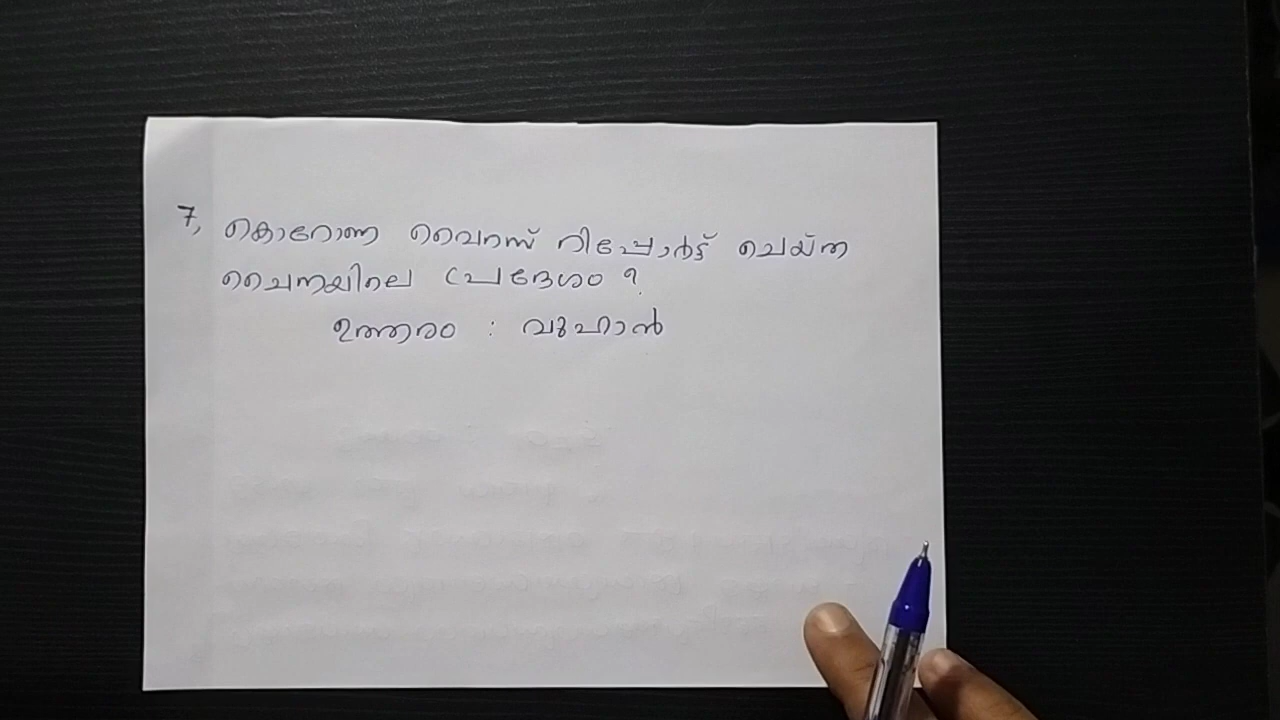 7, കൊറോണ വൈറസ് റിപ്പോർട്ട് ചെയ്ത
ചൈനയിലെ പ്രദേശം ?
ഉത്തരം : വുഹാൻ